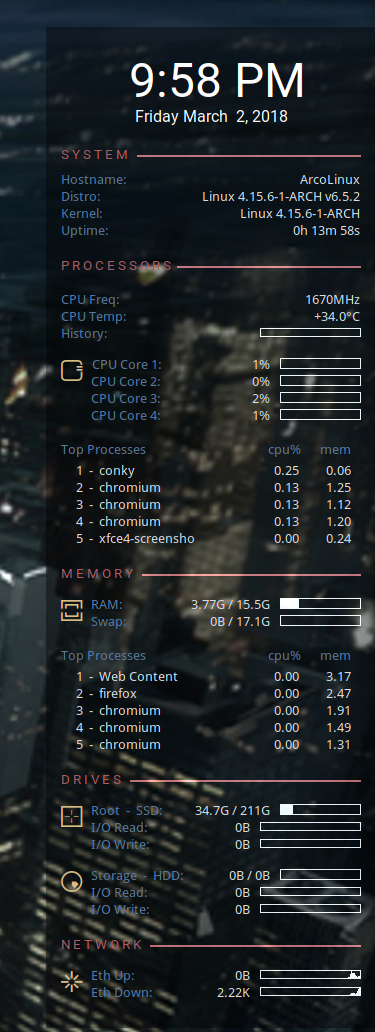 9:58 PM
Friday March 2, 2018
SYSTEM
Hostname: ArcoLinux
Distro: Linux 4.15.6-1-ARCH v6.5.2
Kernel: Linux 4.15.6-1-ARCH
Uptime: 0h 13m 58s
PROCESSORS
CPU Freq: 1670MHz
CPU Temp: +34.0°C
History:
CPU Core 1: 1%
CPU Core 2: 0%
CPU Core 3: 2%
CPU Core 4: 1%
Top Processes cpu% mem
1 - conky 0.25 0.06
2 - chromium 0.13 1.25
3 - chromium 0.13 1.12
4 - chromium 0.13 1.20
5 - xfce4-screensho 0.00 0.24
MEMORY
RAM: 3.77G / 15.5G
Swap: 0B / 17.1G
Top Processes cpu% mem
1 - Web Content 0.00 3.17
2 - firefox 0.00 2.47
3 - chromium 0.00 1.91
4 - chromium 0.00 1.49
5 - chromium 0.00 1.31
DRIVES
Root - SSD: 34.7G / 211G
I/O Read: 0B
I/O Write: 0B
Storage - HDD: 0B / 0B
I/O Read: 0B
I/O Write: 0B
NETWORK
Eth Up: 0B
Eth Down: 2.22K